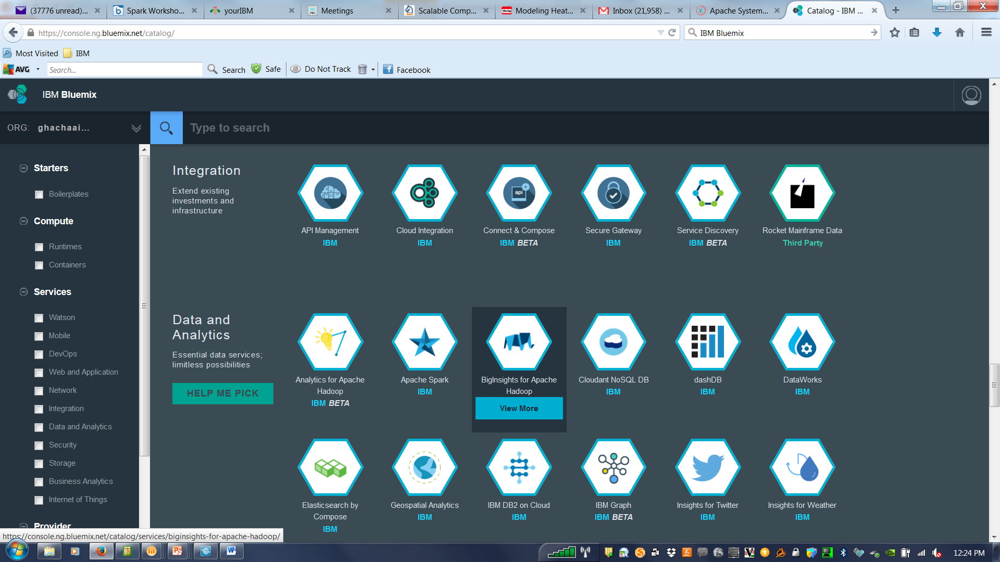 (37776 unread)...
Spark Worksho...
yourIBM
Meetings
Scalable Comp...
Modeling Heat...
Inbox (21,958) ...
Apache System...
Catalog - IBM ...
https://console.ng.bluemix.net/catalog/
IBM Bluemix
Most Visited
IBM
AVG
Search...
Search
Safe
Do Not Track
Facebook
IBM Bluemix
ORG: ghachaai...
Type to search
Starters
Boilerplates
Compute
Runtimes
Containers
Services
Watson
Mobile
DevOps
Web and Application
Network
Integration
Data and Analytics
Security
Storage
Business Analytics
Internet of Things
Provider
Integration
Extend existing
investments and
infrastructure
api
API Management
IBM
Cloud Integration
IBM
Connect & Compose
IBM BETA
Secure Gateway
IBM
Service Discovery
IBM BETA
Rocket Mainframe Data
Third Party
Data and
Analytics
Essential data services;
limitless possibilities
HELP ME PICK
Analytics for Apache
Hadoop
IBM BETA
Apache Spark
IBM
BigInsights for Apache
Hadoop
View More
Cloudant NoSQL DB
IBM
dashDB
IBM
DataWorks
IBM
Elasticsearch by
Compose
IBM
Geospatial Analytics
IBM
IBM DB2 on Cloud
IBM
IBM Graph
IBM BETA
Insights for Twitter
IBM
Insights for Weather
IBM
https://console.ng.bluemix.net/catalog/services/biginsights-for-apache-hadoop/
12:24 PM